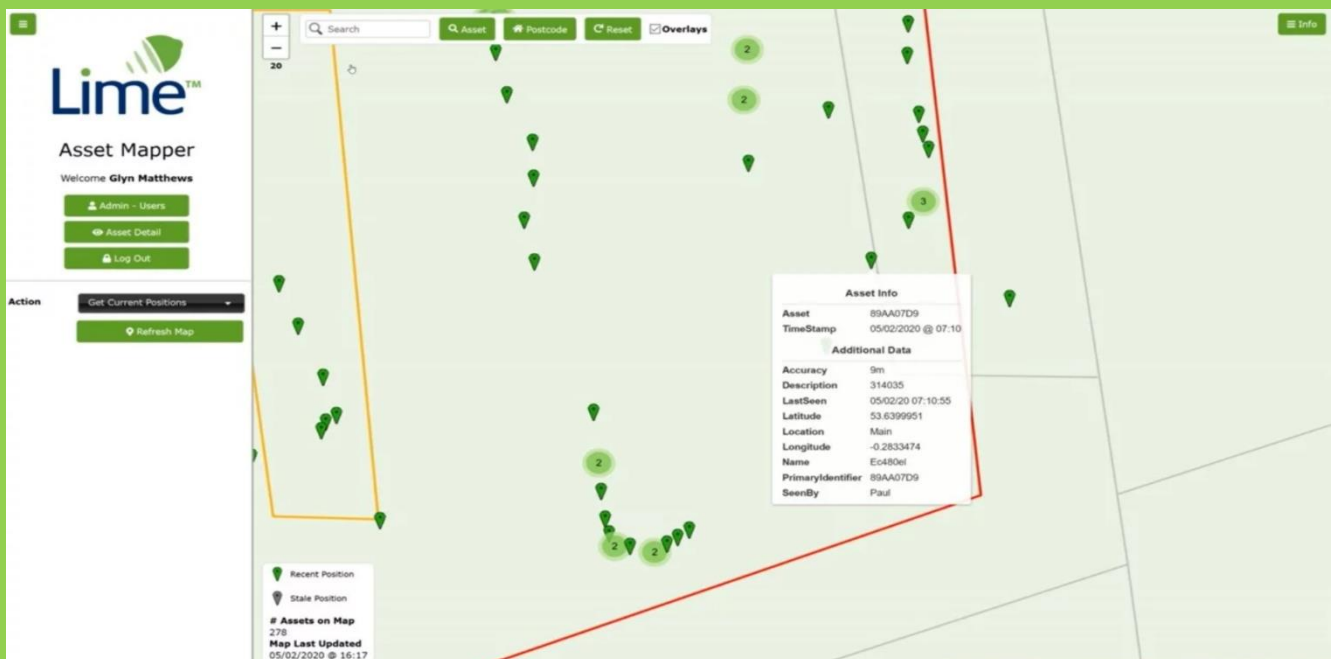 Lime™
Asset Mapper
Welcome Glyn Matthews
Admin - Users
Asset Detail
Log Out
Action Get Current Positions
Refresh Map
+
−
20
Search Asset Postcode Reset Overlays
Info
2
2
3
2
2
2
Asset Info
Asset 89AA07D9
TimeStamp 05/02/2020 @ 07:10
Additional Data
Accuracy 9m
Description 314035
LastSeen 05/02/20 07:10:55
Latitude 53.6399951
Location Main
Longitude -0.2833474
Name Ec480el
PrimaryIdentifier 89AA07D9
SeenBy Paul
Recent Position
Stale Position
# Assets on Map
278
Map Last Updated
05/02/2020 @ 16:17